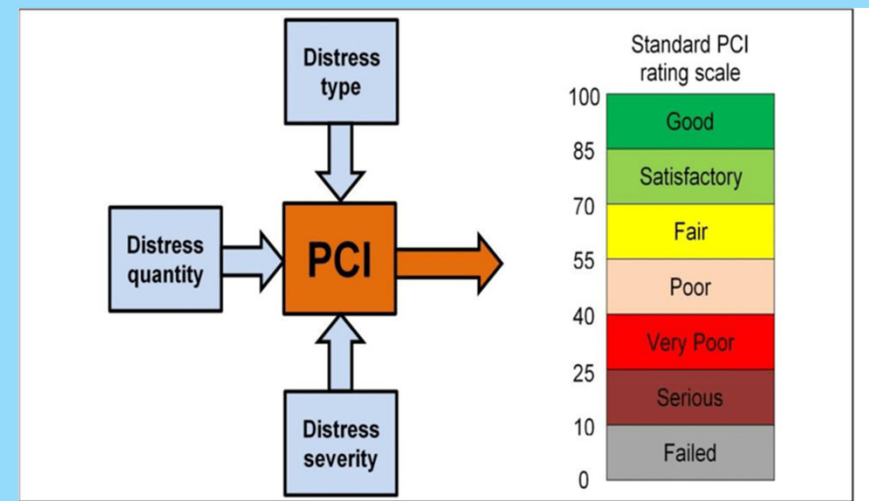 Distress
type
Distress
quantity
PCI
Distress
severity
Standard PCI
rating scale
100
Good
85
Satisfactory
70
Fair
55
Poor
40
Very Poor
25
Serious
10
Failed
0